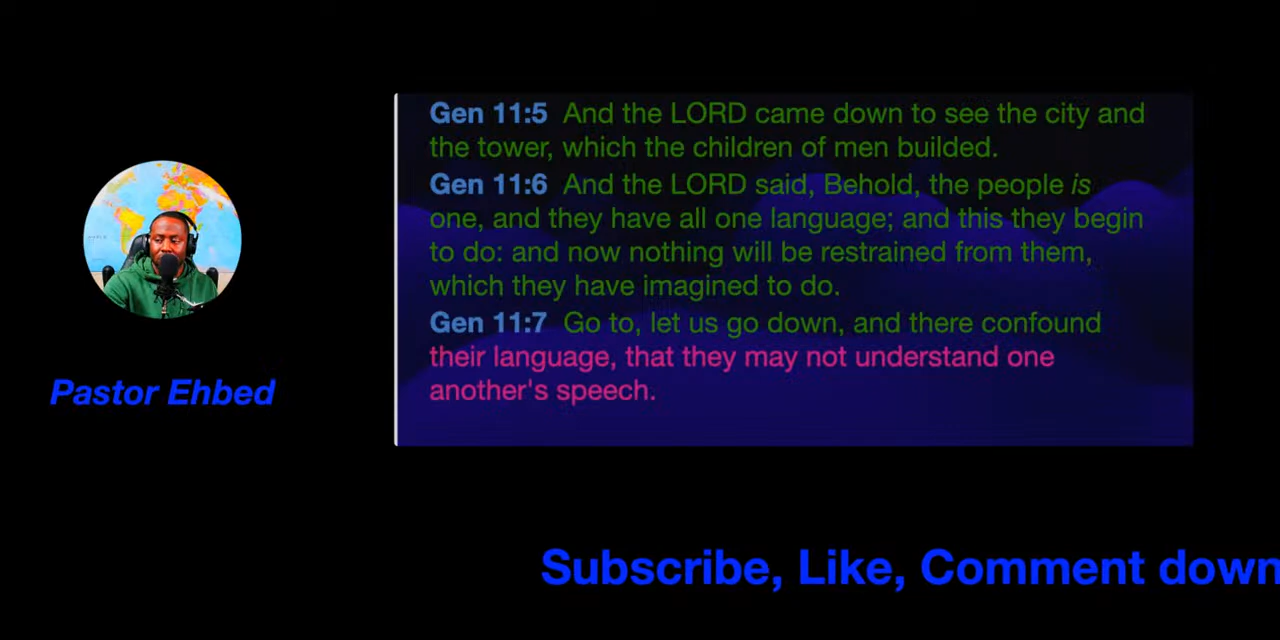 Gen 11:5 And the LORD came down to see the city and
the tower, which the children of men builded.
Gen 11:6 And the LORD said, Behold, the people is
one, and they have all one language; and this they begin
to do: and now nothing will be restrained from them,
which they have imagined to do.
Gen 11:7 Go to, let us go down, and there confound
their language, that they may not understand one
another's speech.
Pastor Ehbed
Subscribe, Like, Comment down